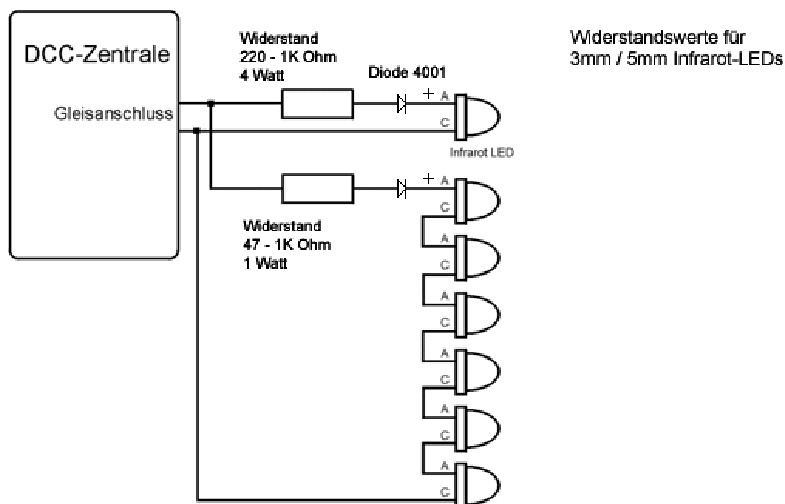 DCC-Zentrale
Gleisanschluss
Widerstand
220 - 1K Ohm
4 Watt
Diode 4001
+ A
C
Infrarot LED
Widerstandswerte für
3mm / 5mm Infrarot-LEDs
Widerstand
47 - 1K Ohm
1 Watt
+ A
C
A
C
A
C
A
C
A
C
A
C